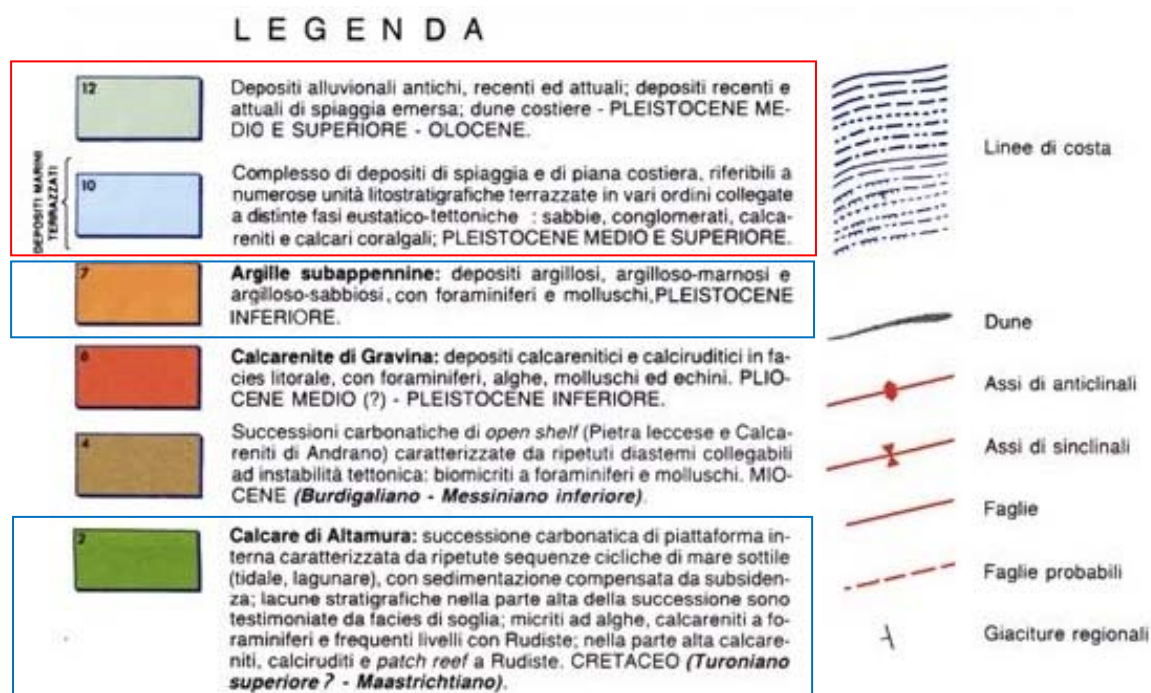 LEGENDA
12
Depositi alluvionali antichi, recenti ed attuali; depositi recenti e
attuali di spiaggia emersa; dune costiere - PLEISTOCENE ME-
DIO E SUPERIORE - OLOCENE.
DEPOSITI MARINI
TERRAZZATI
10
Complesso di depositi di spiaggia e di piana costiera, riferibili a
numerose unità litostratigrafiche terrazzate in vari ordini collegate
a distinte fasi eustatico-tettoniche : sabbie, conglomerati, calca-
reniti e calcari coralgali; PLEISTOCENE MEDIO E SUPERIORE.
7
Argille subappennine: depositi argillosi, argilloso-marnosi e
argilloso-sabbiosi, con foraminiferi e molluschi,PLEISTOCENE
INFERIORE.
6
Calcarenite di Gravina: depositi calcarenitici e calciruditici in fa-
cies litorale, con foraminiferi, alghe, molluschi ed echini. PLIO-
CENE MEDIO (?) - PLEISTOCENE INFERIORE.
4
Successioni carbonatiche di open shelf (Pietra leccese e Calca-
reniti di Andrano) caratterizzate da ripetuti diastemi collegabili
ad instabilità tettonica: biomicriti a foraminiferi e molluschi. MIO-
CENE (Burdigaliano - Messiniano inferiore).
2
Calcare di Altamura: successione carbonatica di piattaforma in-
terna caratterizzata da ripetute sequenze cicliche di mare sottile
(tidale, lagunare), con sedimentazione compensata da subsiden-
za; lacune stratigrafiche nella parte alta della successione sono
testimoniate da facies di soglia; micriti ad alghe, calcareniti a fo-
raminiferi e frequenti livelli con Rudiste; nella parte alta calcare-
niti, calciruditi e patch reef a Rudiste. CRETACEO (Turoniano
superiore ? - Maastrichtiano).
Linee di costa
Dune
Assi di anticlinali
Assi di sinclinali
Faglie
Faglie probabili
Giaciture regionali